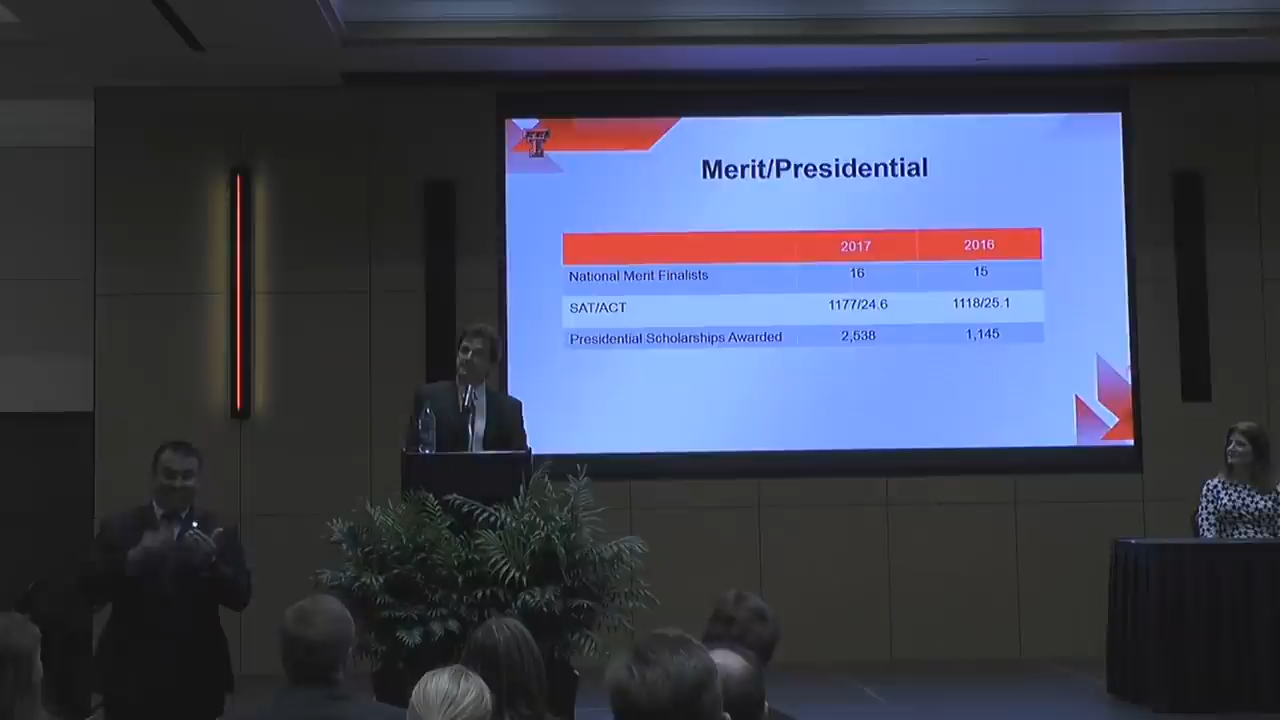 Merit/Presidential
2017 2016
National Merit Finalists 16 15
SAT/ACT 1177/24.6 1118/25.1
Presidential Scholarships Awarded 2,538 1,145